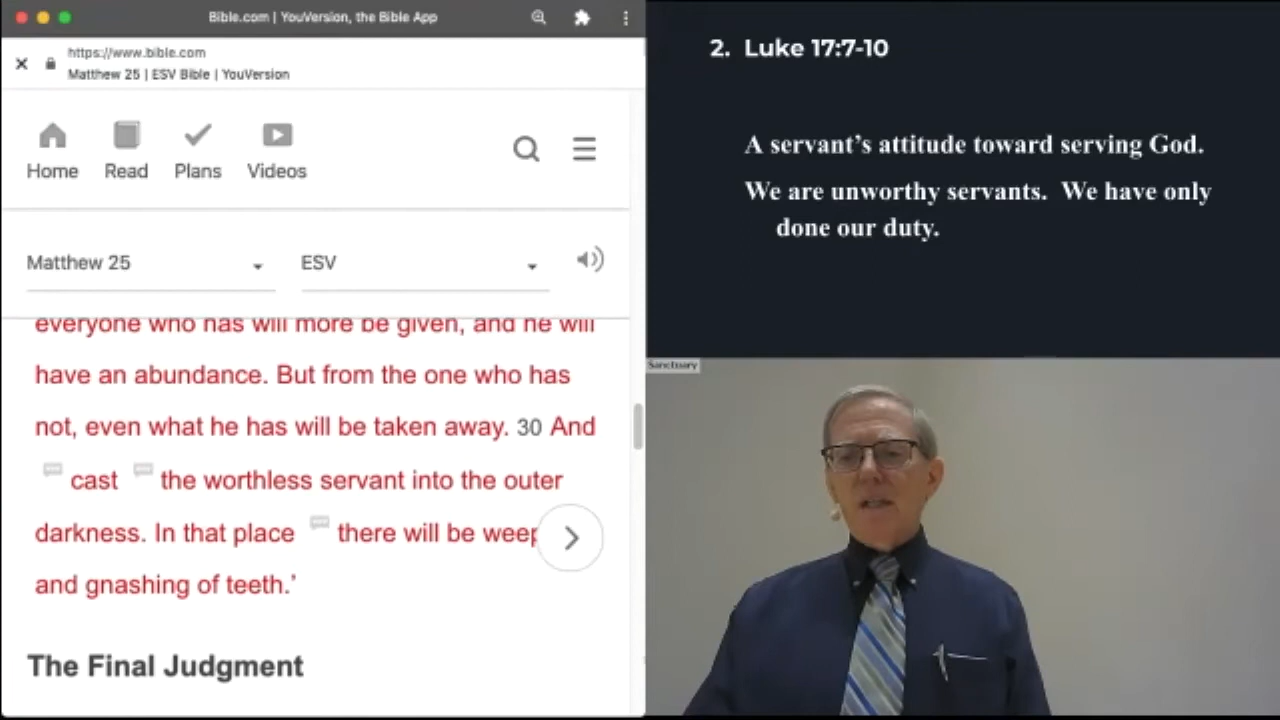 Bible.com | YouVersion, the Bible App
https://www.bible.com
Matthew 25 | ESV Bible | YouVersion
Home Read Plans Videos
Matthew 25 ESV
everyone who has will more be given, and he will
have an abundance. But from the one who has
not, even what he has will be taken away. 30 And
cast the worthless servant into the outer
darkness. In that place there will be weep
and gnashing of teeth.’
The Final Judgment
2. Luke 17:7-10
A servant’s attitude toward serving God.
We are unworthy servants. We have only
done our duty.
Sanctuary